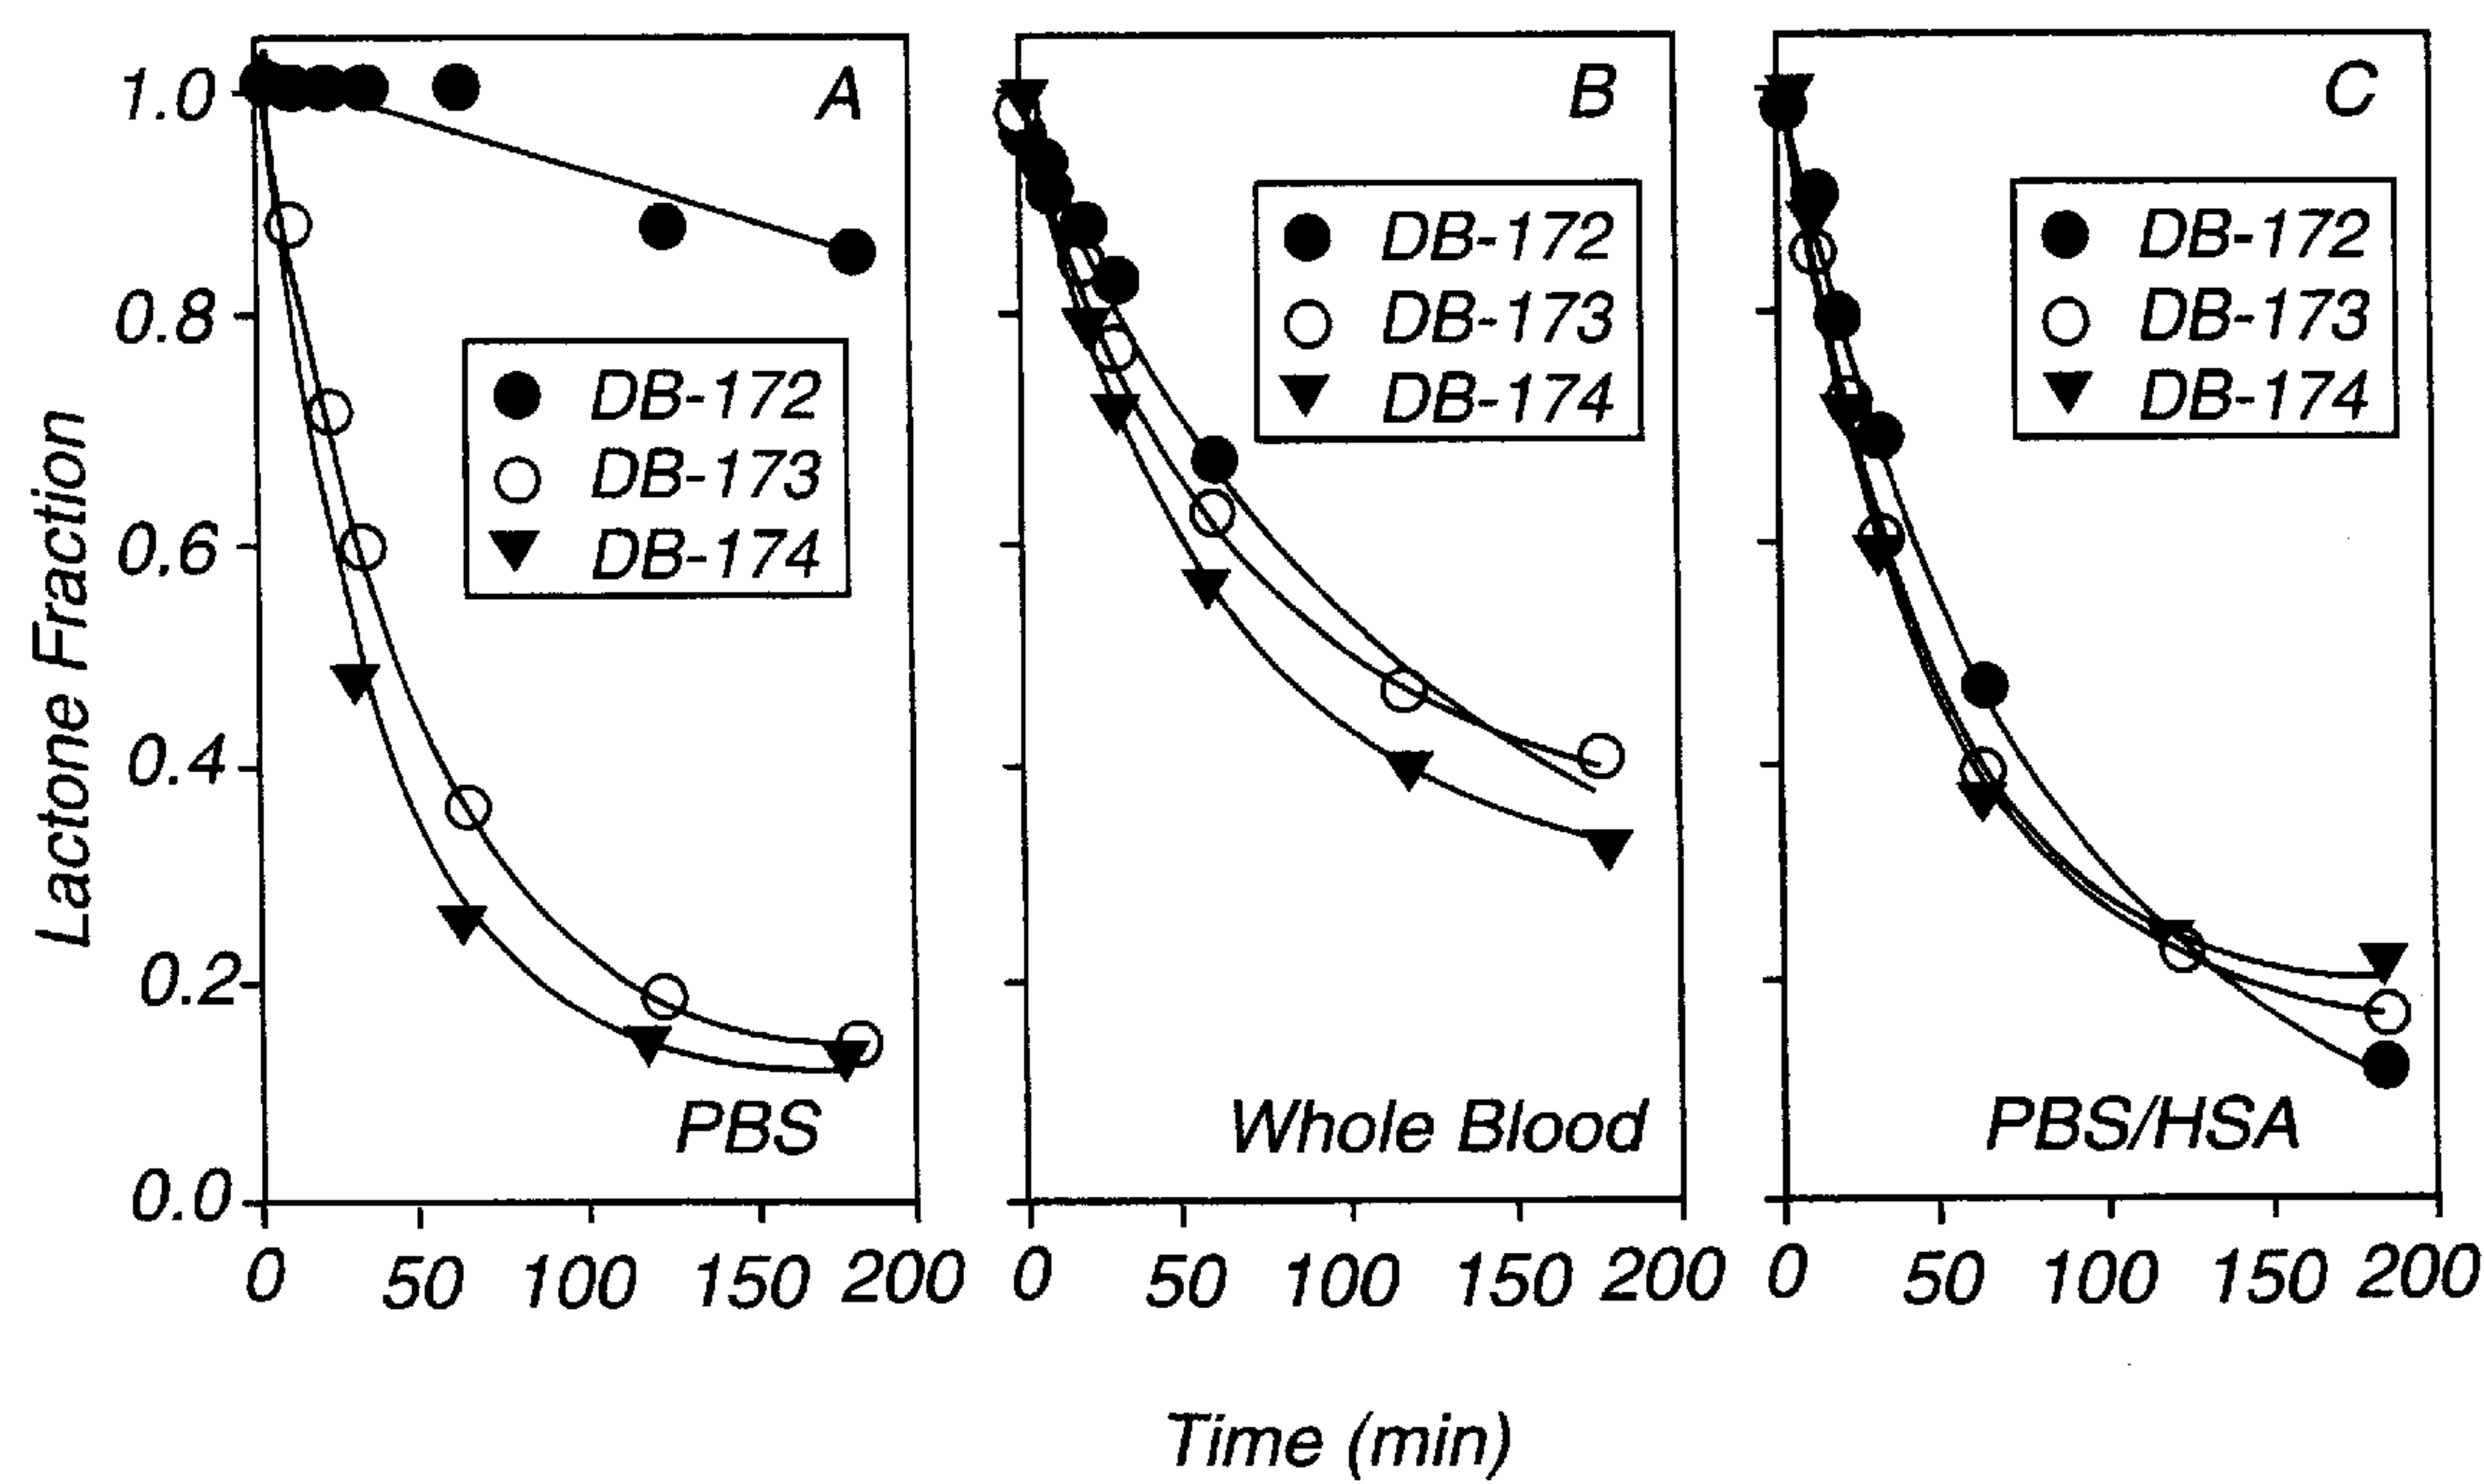 A
B
C
1.0
0.8
0,6
0.4
0.2
0.0
Lactone Fraction
DB-172
DB-173
DB-174
DB-172
DB-173
DB-174
DB-172
DB-173
DB-174
PBS
Whole Blood
PBS/HSA
0 50 100 150 200
0 50 100 150 200
0 50 100 150 200
Time (min)